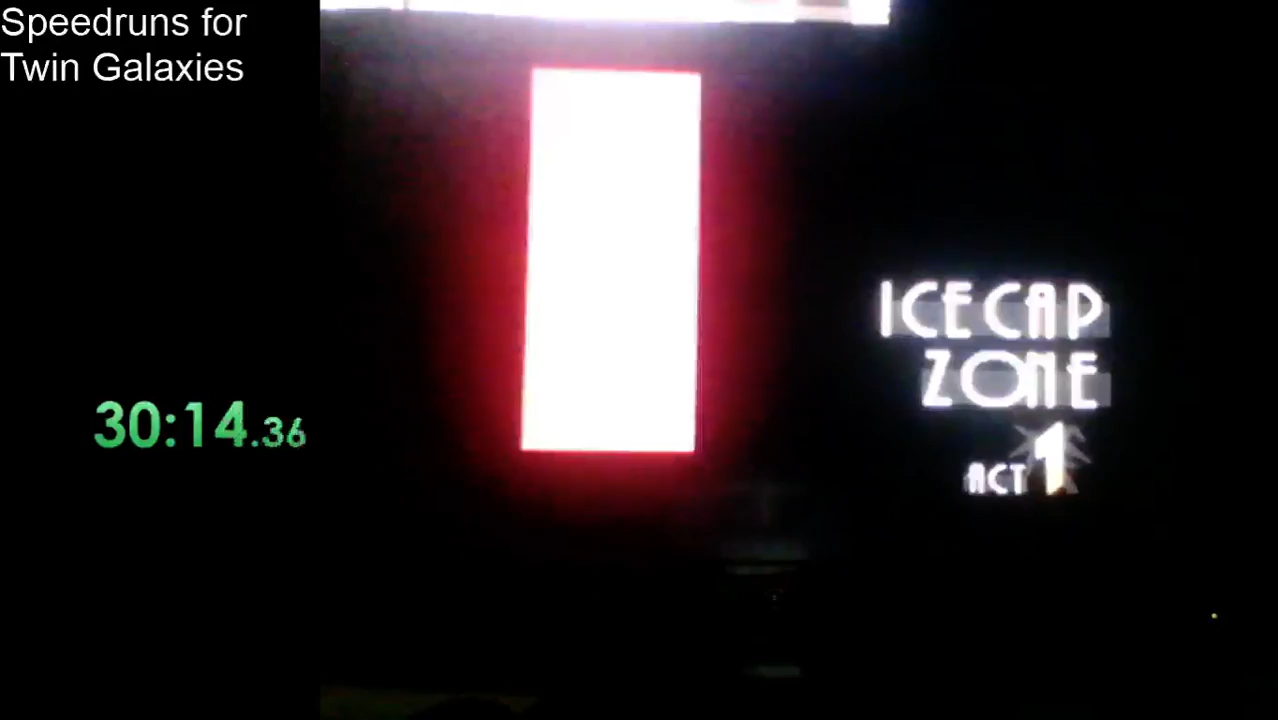 Speedruns for
Twin Galaxies
30:14.36
ICECAP
ZONE
ACT 1